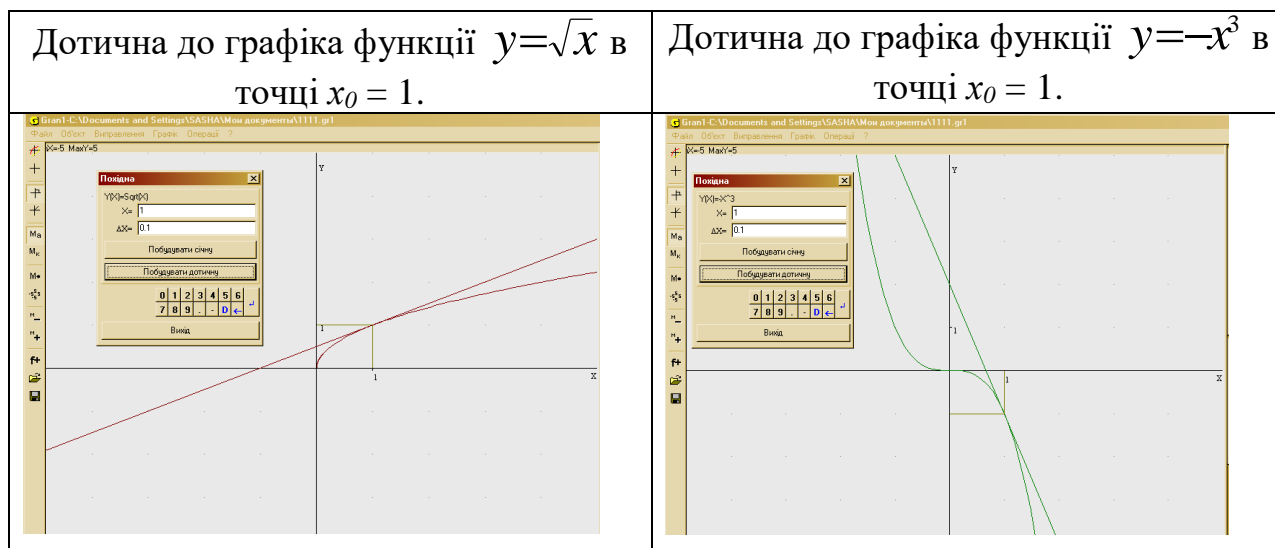 Дотична до графіка функції y=√x в
точці x₀ = 1.
Gran1-C:\Documents and Settings\SASHA\Мои документы\1111.gr1
Файл Об'єкт Виправлення Графік Операції ?
iX=-5 MaxY=5
Похідна
Y(X)=Sqrt(X)
X= 1
ΔX= 0.1
Побудувати січну
Побудувати дотичну
0 1 2 3 4 5 6
7 8 9 . - D ←
Вихід
Y
1
1
X
Дотична до графіка функції y=−x³ в
точці x₀ = 1.
Gran1-C:\Documents and Settings\SASHA\Мои документы\1111.gr1
Файл Об'єкт Виправлення Графік Операції ?
iX=-5 MaxY=5
Похідна
Y(X)=-X^3
X= 1
ΔX= 0.1
Побудувати січну
Побудувати дотичну
0 1 2 3 4 5 6
7 8 9 . - D ←
Вихід
Y
1
1
X